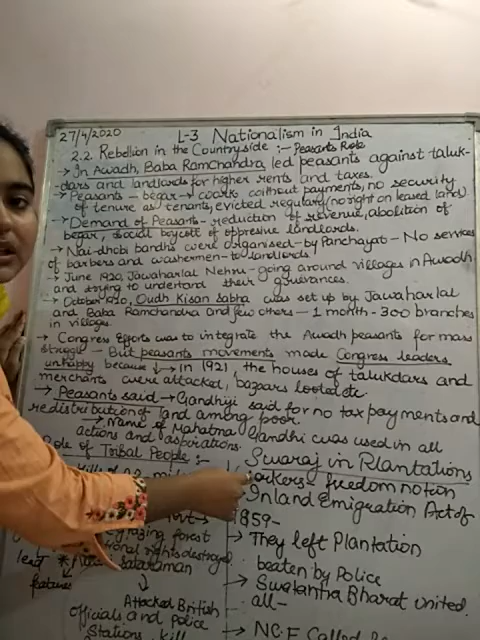 27/4/2020
L-3 Nationalism in India
2.2. Rebellion in the Countryside :- Peasants Role
→ In Awadh, Baba Ramchandra, led peasants against taluk-
dars and landlords for higher rents and taxes.
→ Peasants - begar → work without payments, no security
of tenure as tenants, evicted regularly (no right on leased land)
→ Demand of Peasants - reduction of revenue, abolition of
begar, social boycott of oppresive landlords.
→ Nai-dhobi bandhs were organised - by Panchayat - No services
of barbers and washermen - to landlords.
→ June 1920, Jawaharlal Nehru - going around villages in Awadh
and trying to understand their grievances.
→ October 1920, Oudh Kisan Sabha was set up by Jawaharlal
and Baba Ramchandra and few others - 1 month - 300 branches
in villages.
→ Congress Efforts was to integrate the Awadh peasants for mass
struggle - But peasants movements made Congress leaders
unhappy because → in 1921, the houses of talukdars and
merchants were attacked, bazaars looted etc.
→ Peasants said → Gandhiji said for no tax payments and
redistribution of land among poor.
→ Name of Mahatma Gandhi was used in all
actions and aspirations.
Role of Tribal People :-
grazing forest
rights destroyed
features
Attacked British
officials and police
Stations, kill
Swaraj in Plantations
freedom notion
Inland Emigration Act of
1859-
→ They left Plantation
beaten by Police
→ Swatantra Bharat united
all-
→ N.C.F Called